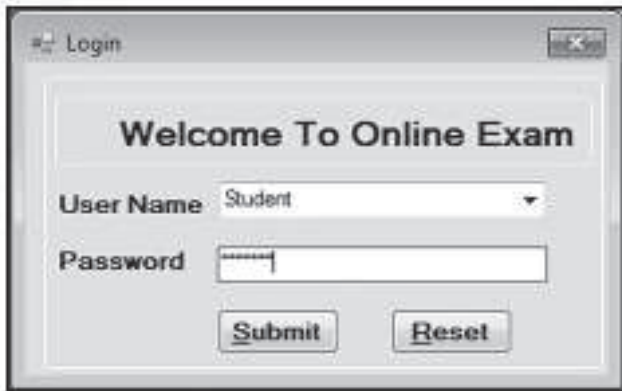 Login
Welcome To Online Exam
User Name Student
Password *******
Submit Reset